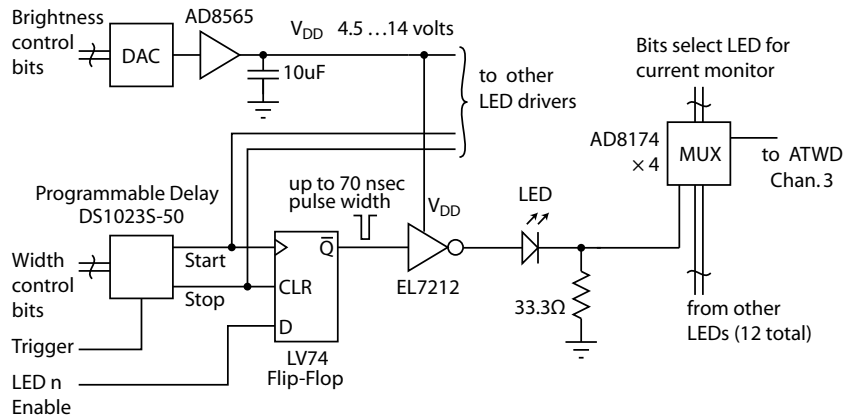 Brightness
control
bits
DAC
AD8565
V_DD 4.5 ...14 volts
10uF
to other
LED drivers
Bits select LED for
current monitor
AD8174
× 4
MUX
to ATWD
Chan. 3
Programmable Delay
DS1023S-50
up to 70 nsec
pulse width
V_DD
LED
Width
control
bits
Start
Stop
Q̅
CLR
D
EL7212
33.3Ω
from other
LEDs (12 total)
Trigger
LV74
Flip-Flop
LED n
Enable